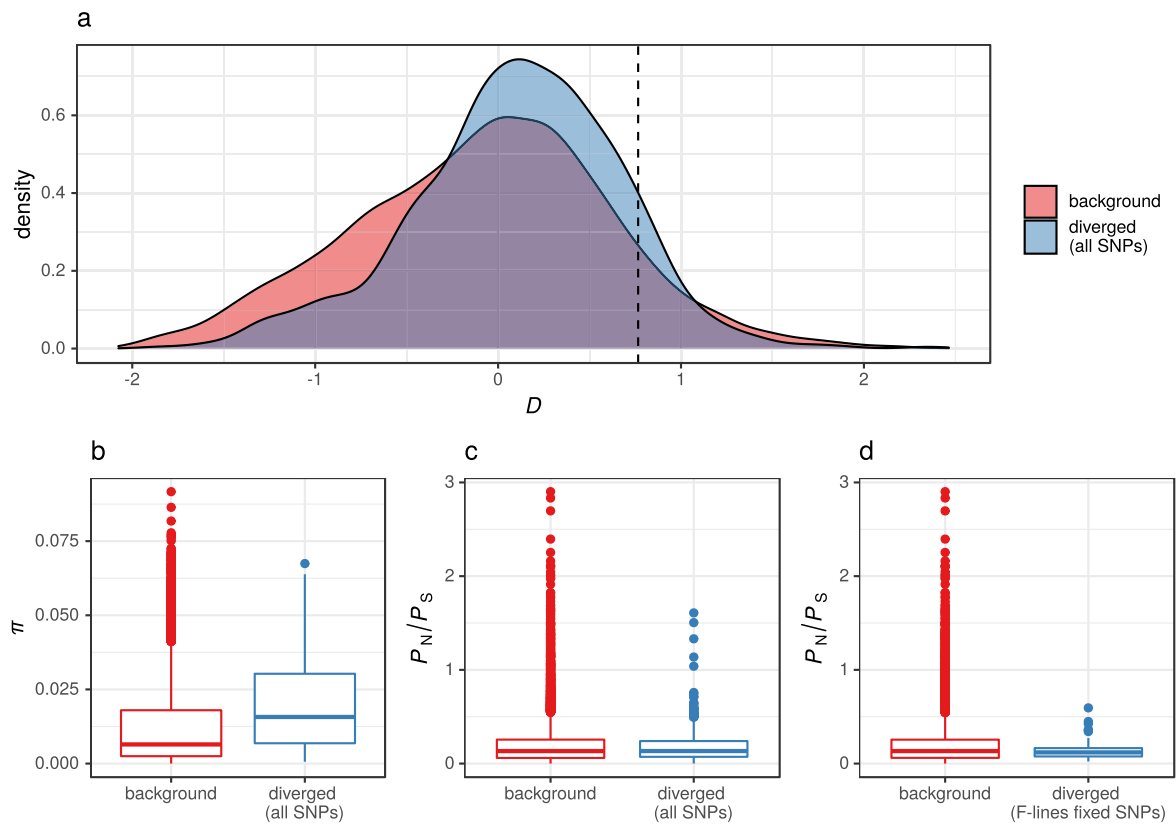 a
density
0.6
0.4
0.2
0.0
-2 -1 0 1 2
D
background
diverged
(all SNPs)
b
π
0.075
0.050
0.025
0.000
background diverged
(all SNPs)
c
PN/PS
3
2
1
0
background diverged
(all SNPs)
d
PN/PS
3
2
1
0
background diverged
(F-lines fixed SNPs)